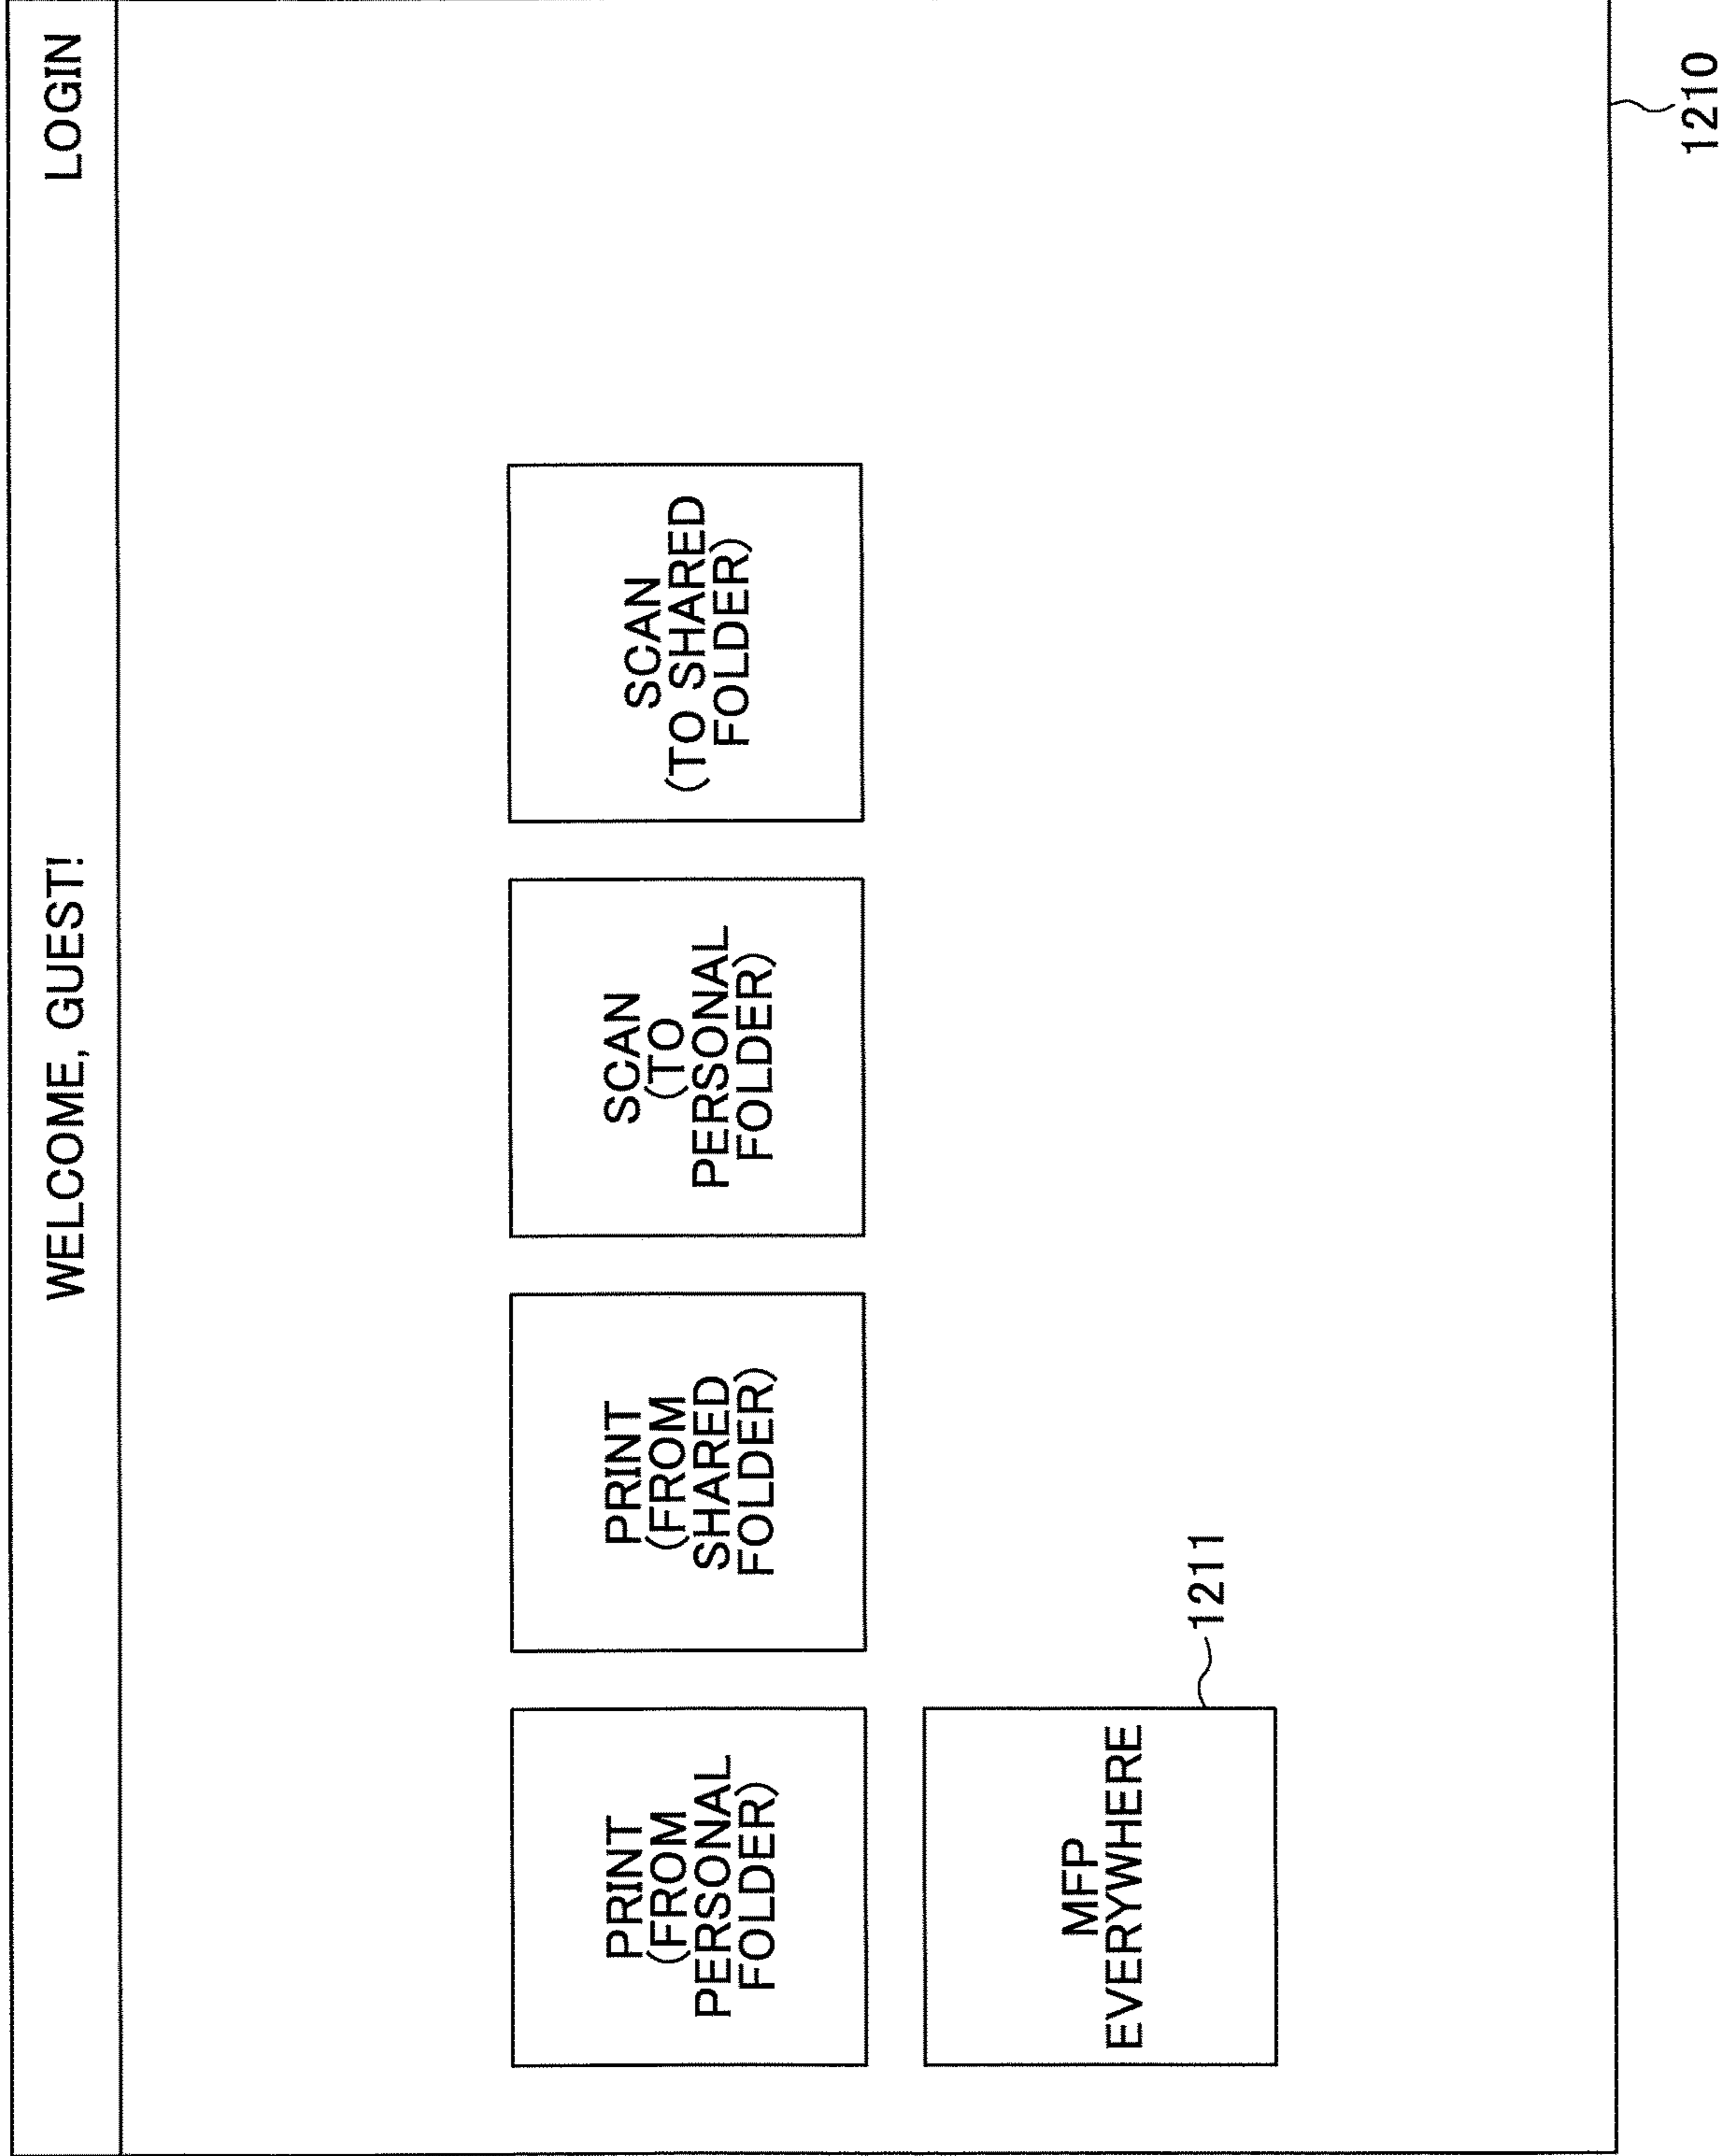 WELCOME, GUEST!
LOGIN
PRINT
(FROM
PERSONAL
FOLDER)
PRINT
(FROM
SHARED
FOLDER)
SCAN
(TO
PERSONAL
FOLDER)
SCAN
(TO SHARED
FOLDER)
MFP
EVERYWHERE
1211
1210